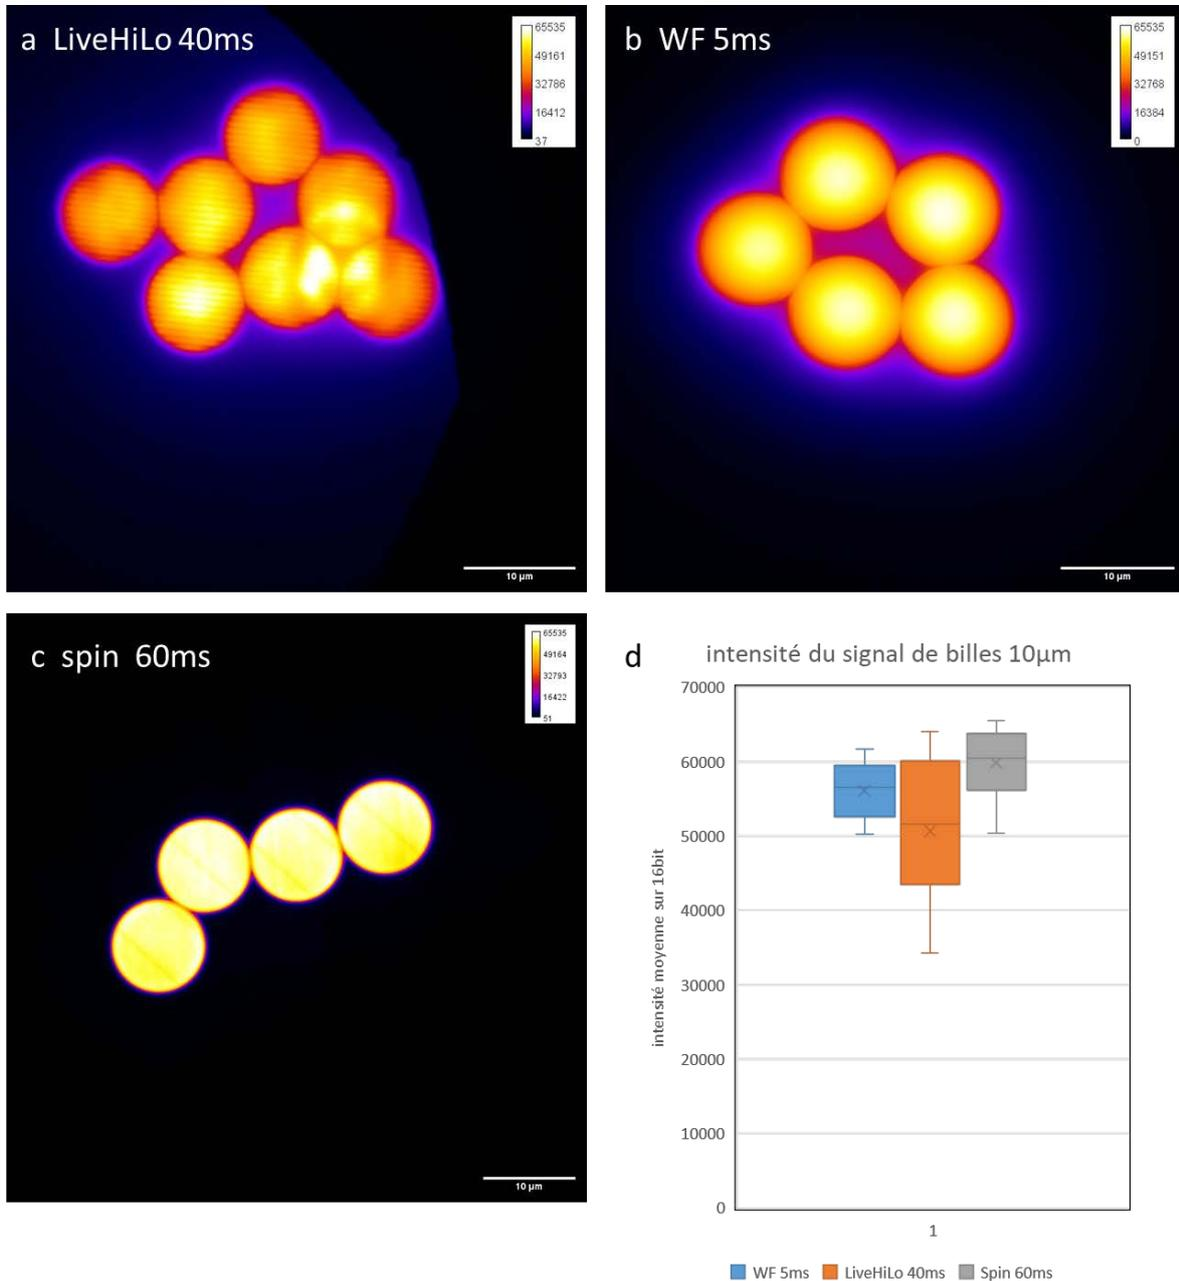 a LiveHiLo 40ms
65535
49161
32786
16412
37
10 µm
b WF 5ms
65535
49151
32768
16384
0
10 µm
c spin 60ms
65535
49164
32793
16422
51
10 µm
d intensité du signal de billes 10µm
intensité moyenne sur 16bit
70000
60000
50000
40000
30000
20000
10000
0
1
WF 5ms LiveHiLo 40ms Spin 60ms